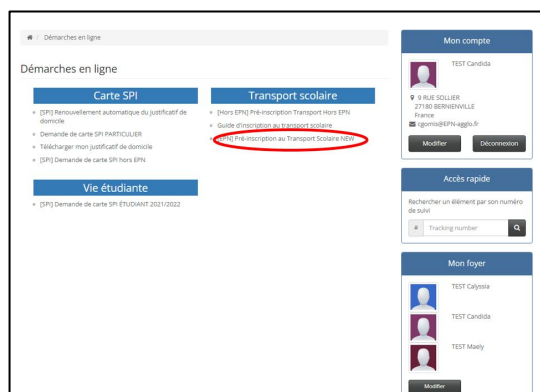 / Démarches en ligne
Démarches en ligne
Carte SPI
[SPI] Renouvellement automatique du justificatif de
domicile
Demande de carte SPI PARTICULIER
Télécharger mon justificatif de domicile
[SPI] Demande de carte SPI hors EPN
Transport scolaire
[Hors EPN] Pré-inscription Transport Hors EPN
Guide d'inscription au transport scolaire
[EPN] Pré-inscription au Transport Scolaire NEW
Vie étudiante
[SPI] Demande de carte SPI ÉTUDIANT 2021/2022
Mon compte
TEST Candida
9 RUE SOLLIER
27180 BERNIENVILLE
France
cgomis@EPN-agglo.fr
Modifier
Déconnexion
Accès rapide
Rechercher un élément par son numéro
de suivi
# Tracking number
Mon foyer
TEST Calyssia
TEST Candida
TEST Maely
Modifier